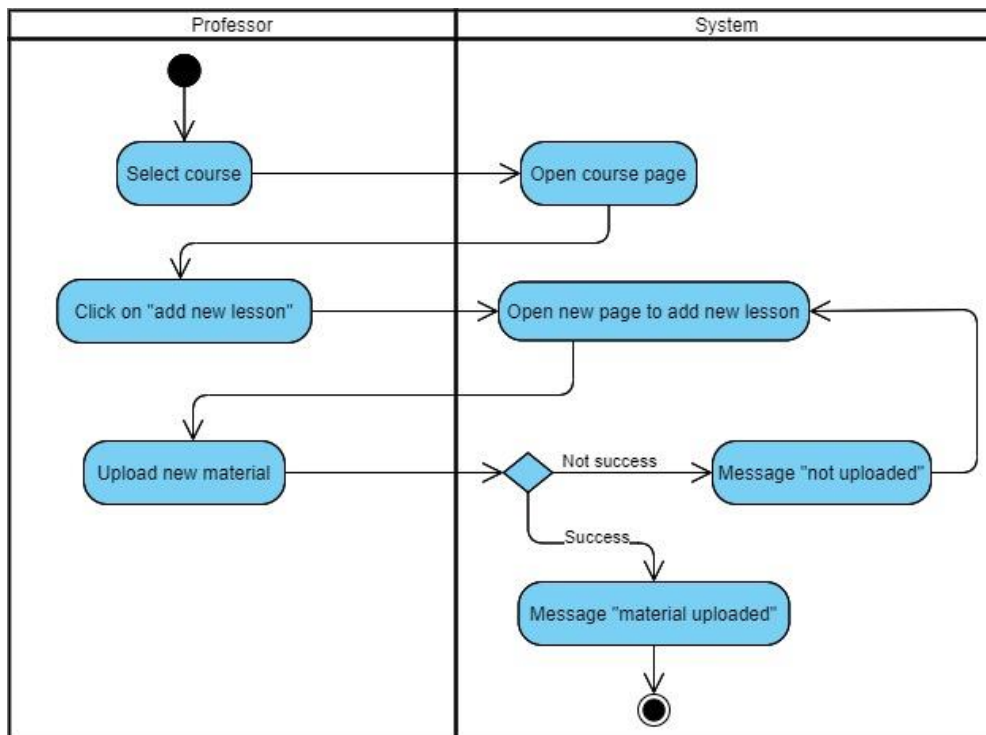 Professor
System
Select course
Open course page
Click on "add new lesson"
Open new page to add new lesson
Upload new material
Not success
Message "not uploaded"
Success
Message "material uploaded"